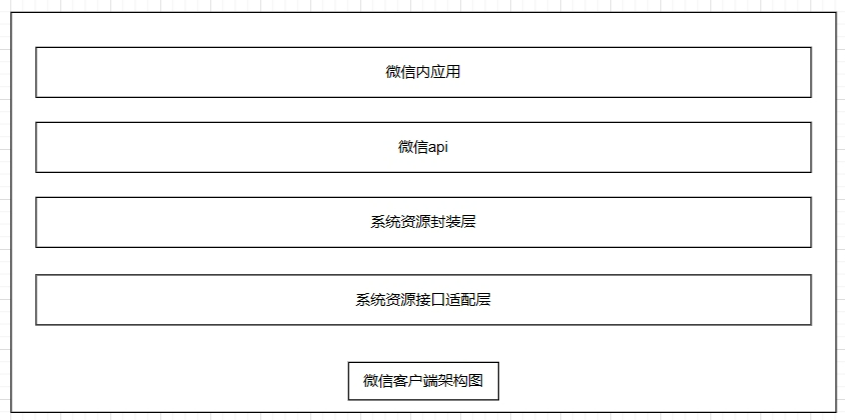 微信内应用
微信api
系统资源封装层
系统资源接口适配层
微信客户端架构图